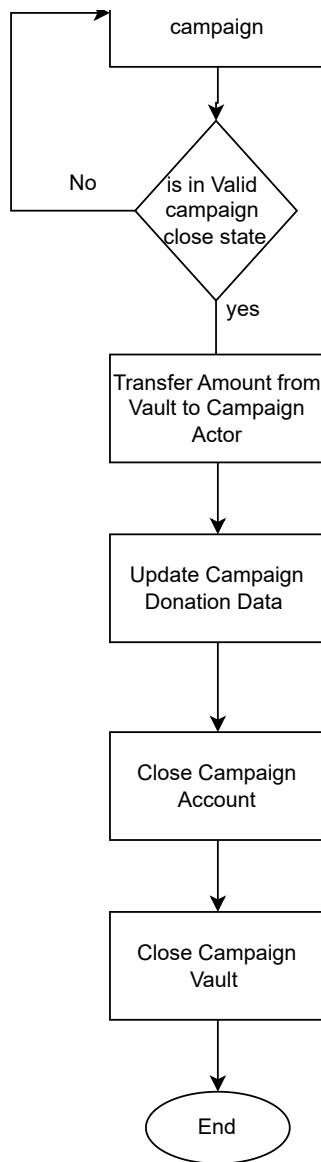 campaign
No
is in Valid
campaign
close state
yes
Transfer Amount from
Vault to Campaign
Actor
Update Campaign
Donation Data
Close Campaign
Account
Close Campaign
Vault
End